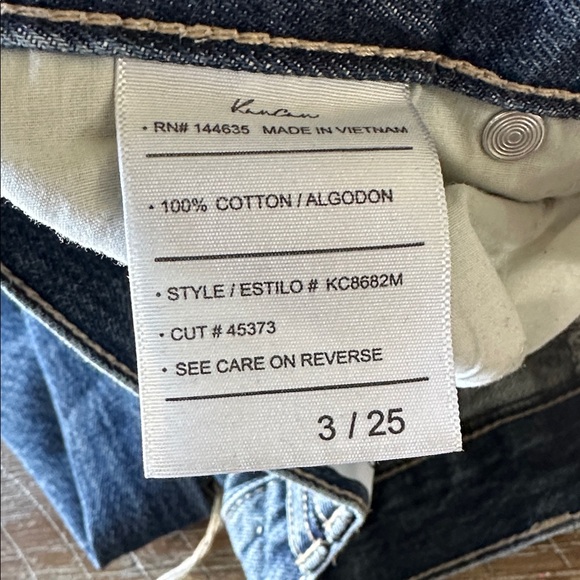 Kancan
• RN# 144635 MADE IN VIETNAM
• 100% COTTON / ALGODON
• STYLE / ESTILO # KC8682M
• CUT # 45373
• SEE CARE ON REVERSE
3 / 25